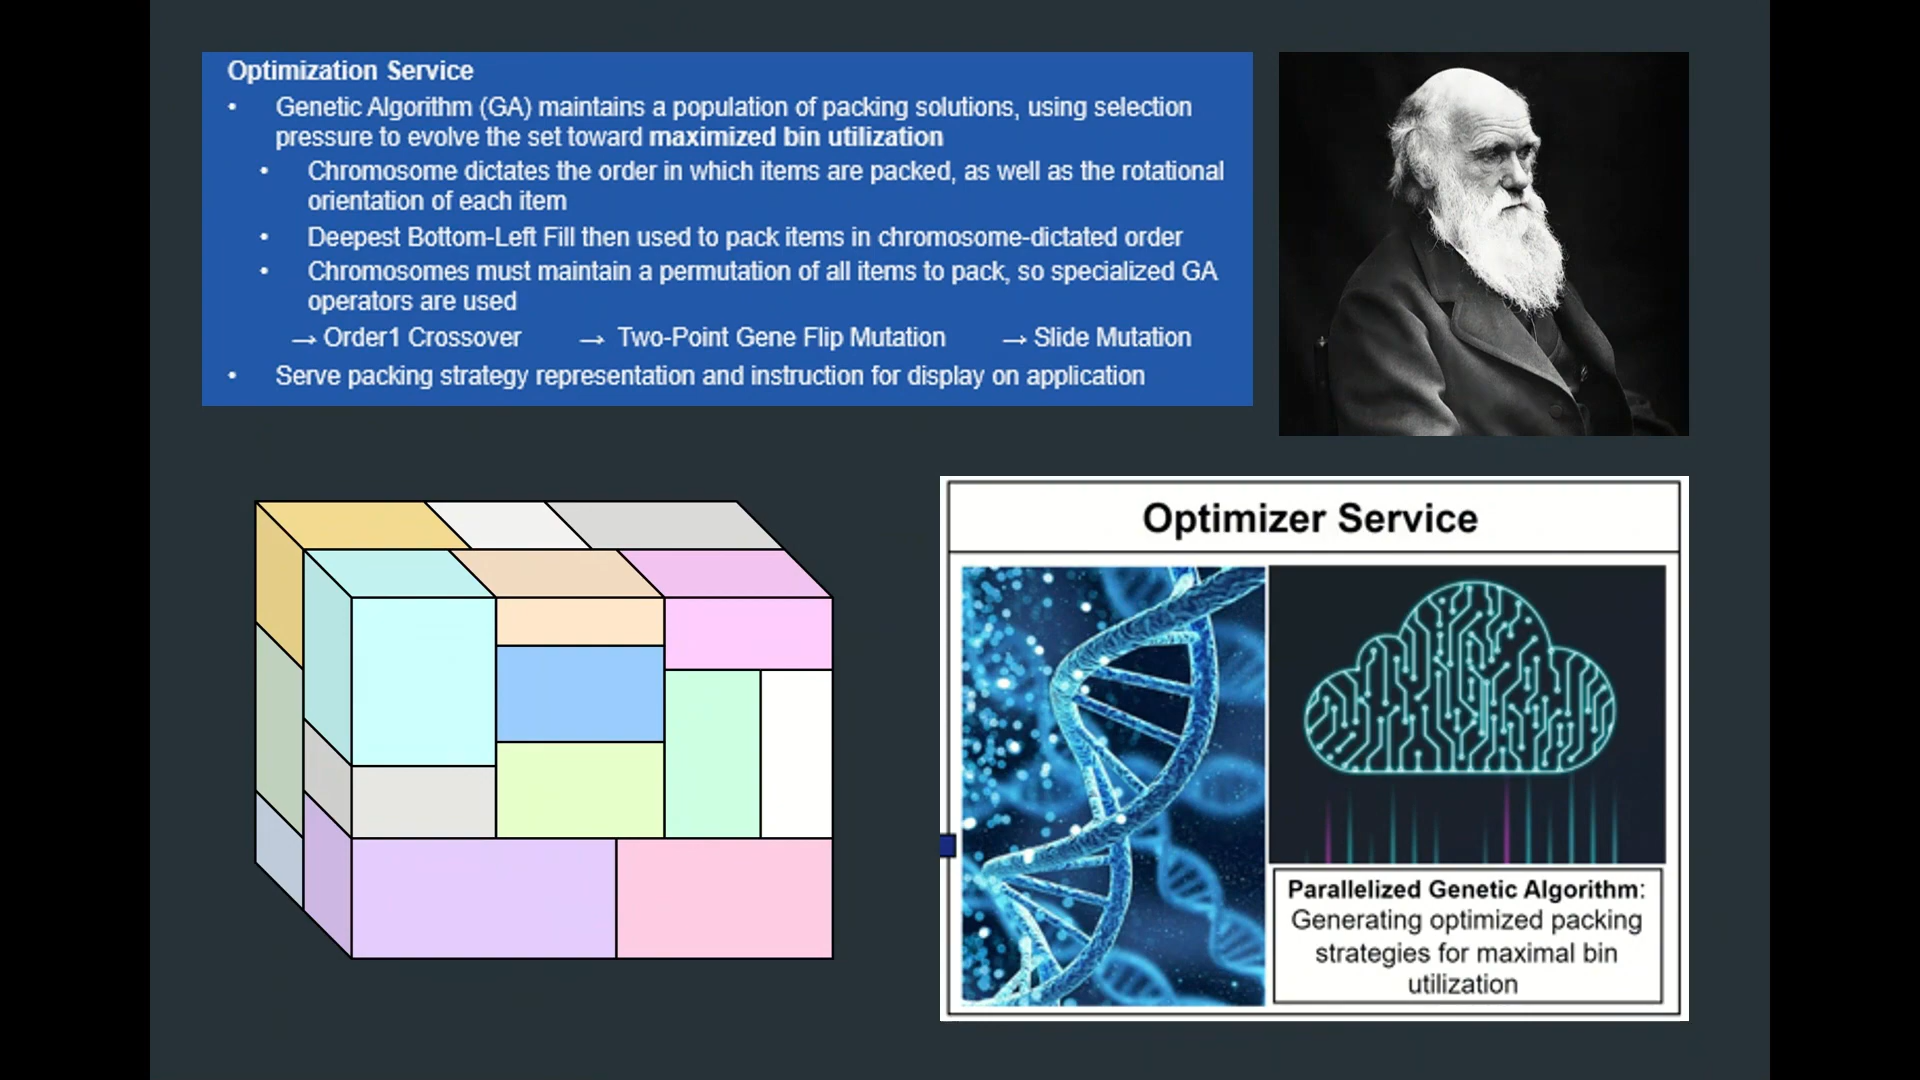 Optimization Service
• Genetic Algorithm (GA) maintains a population of packing solutions, using selection
pressure to evolve the set toward maximized bin utilization
• Chromosome dictates the order in which items are packed, as well as the rotational
orientation of each item
• Deepest Bottom-Left Fill then used to pack items in chromosome-dictated order
• Chromosomes must maintain a permutation of all items to pack, so specialized GA
operators are used
→ Order1 Crossover → Two-Point Gene Flip Mutation → Slide Mutation
• Serve packing strategy representation and instruction for display on application
Optimizer Service
Parallelized Genetic Algorithm:
Generating optimized packing
strategies for maximal bin
utilization